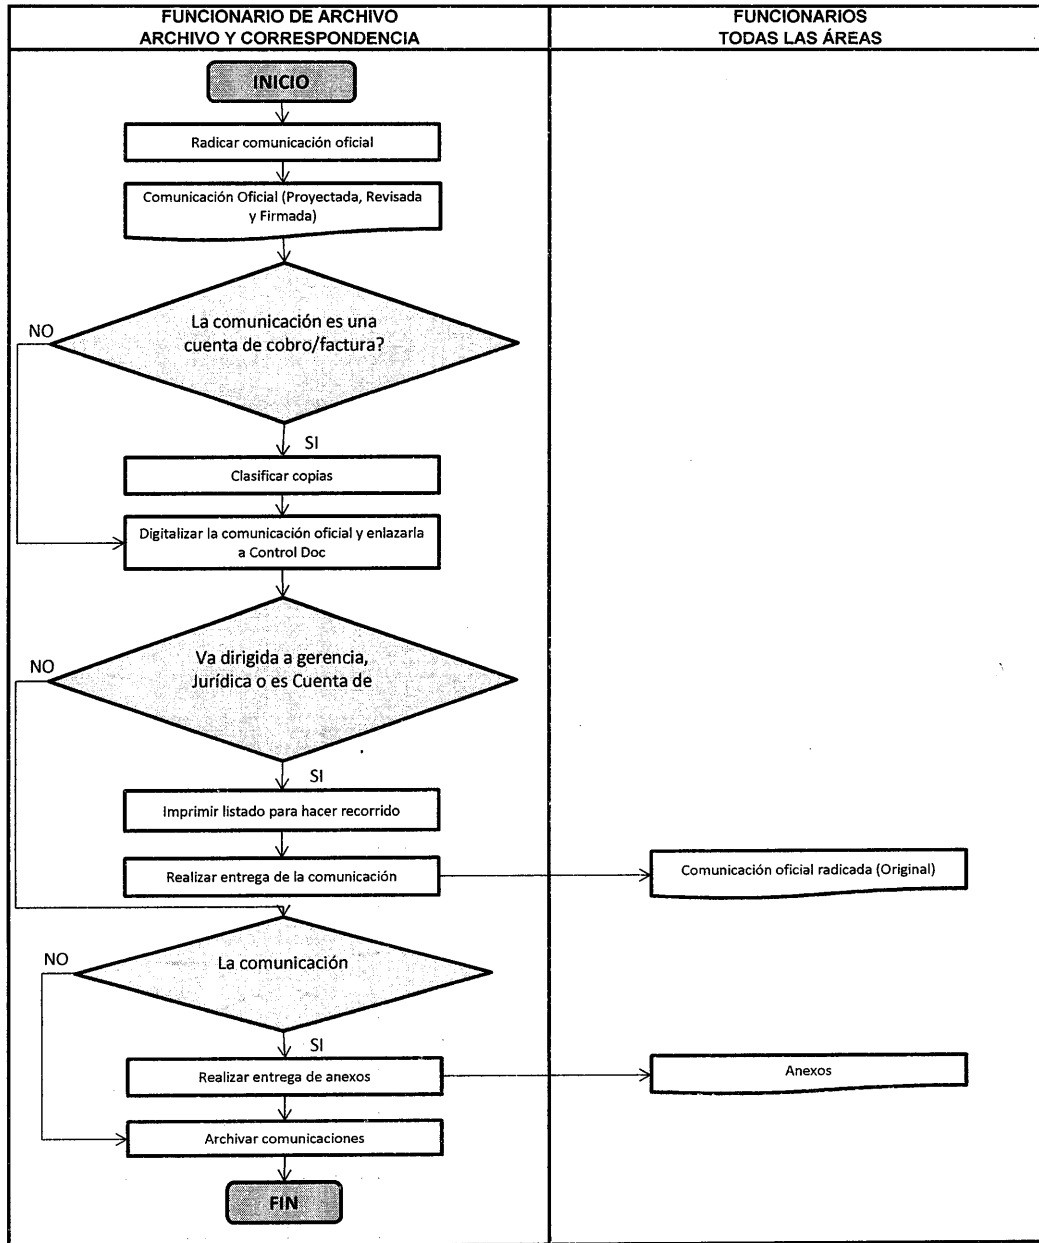 FUNCIONARIO DE ARCHIVO
ARCHIVO Y CORRESPONDENCIA
FUNCIONARIOS
TODAS LAS ÁREAS
INICIO
Radicar comunicación oficial
Comunicación Oficial (Proyectada, Revisada
y Firmada)
La comunicación es una
cuenta de cobro/factura?
NO
SI
Clasificar copias
Digitalizar la comunicación oficial y enlazarla
a Control Doc
Va dirigida a gerencia,
Jurídica o es Cuenta de
NO
SI
Imprimir listado para hacer recorrido
Realizar entrega de la comunicación
Comunicación oficial radicada (Original)
La comunicación
NO
SI
Realizar entrega de anexos
Anexos
Archivar comunicaciones
FIN